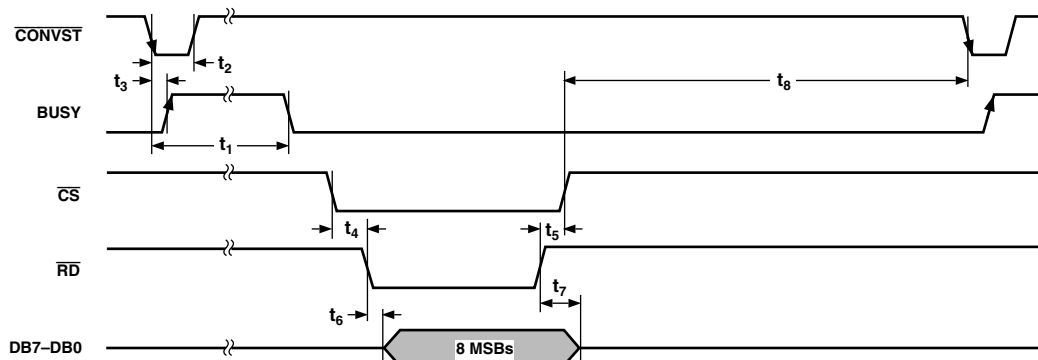 CONVST
t3
t2
t8
BUSY
t1
CS
t4
t5
RD
t7
t6
DB7–DB0
8 MSBs